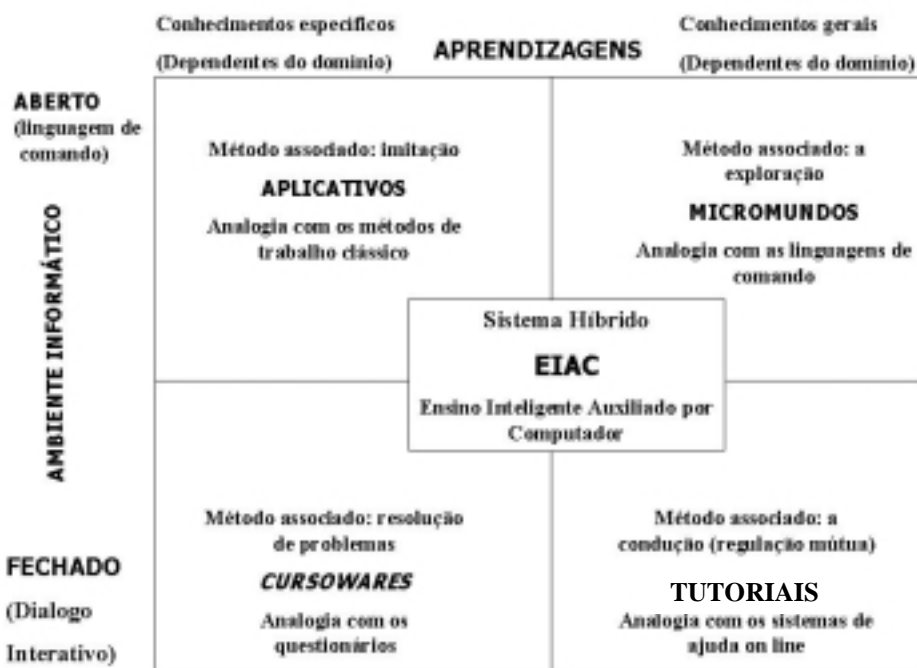 Conhecimentos específicos
(Dependentes do domínio)
APRENDIZAGENS
Conhecimentos gerais
(Dependentes do domínio)
ABERTO
(linguagem de
comando)
AMBIENTE INFORMÁTICO
Método associado: imitação
APLICATIVOS
Analogia com os métodos de
trabalho clássico
Método associado: a
exploração
MICROMUNDOS
Analogia com as linguagens de
comando
Sistema Híbrido
EIAC
Ensino Inteligente Auxiliado por
Computador
FECHADO
(Dialogo
Interativo)
Método associado: resolução
de problemas
CURSOWARES
Analogia com os
questionários
Método associado: a
condução (regulação mútua)
TUTORIAIS
Analogia com os sistemas de
ajuda on line